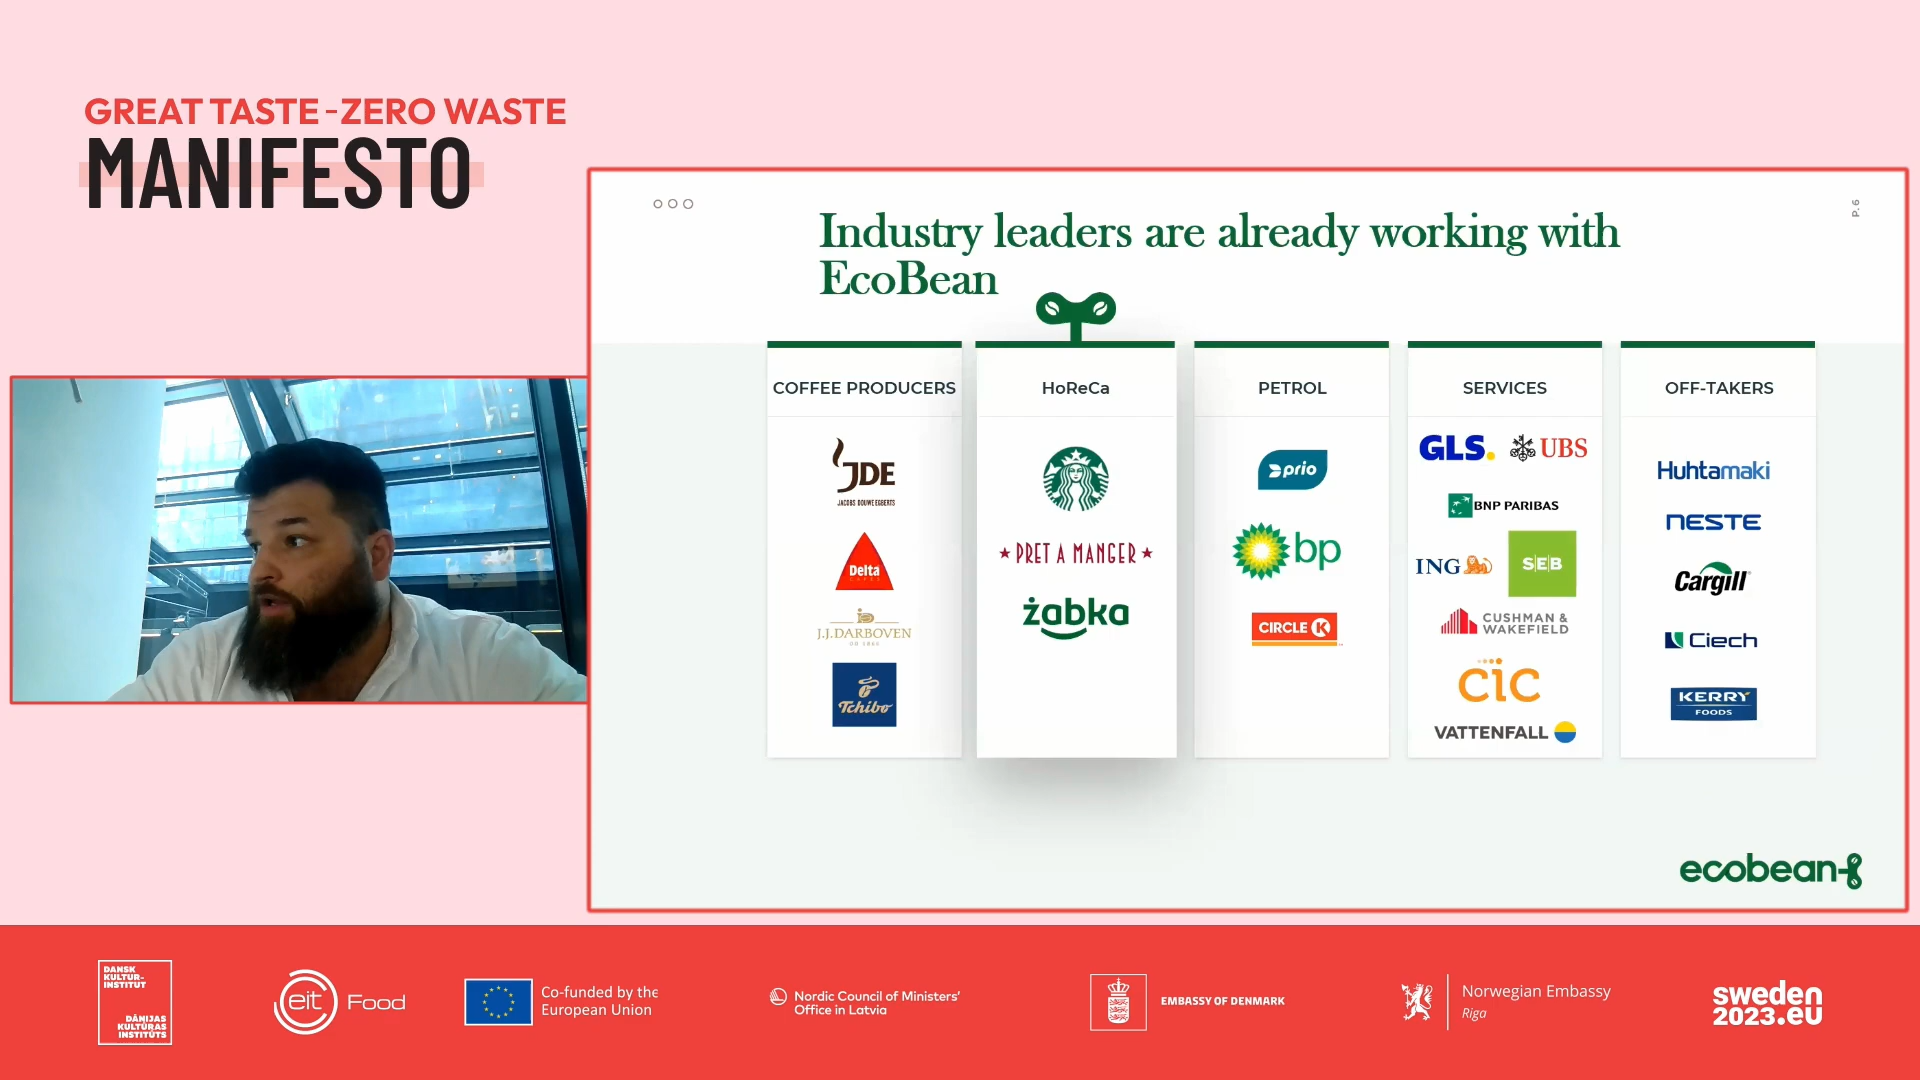 GREAT TASTE - ZERO WASTE
MANIFESTO
P. 6
Industry leaders are already working with
EcoBean
COFFEE PRODUCERS
JDE
JACOBS DOUWE EGBERTS
Delta
J.J.DARBOVEN
Tchibo
HoReCa
★ PRET A MANGER ★
żabka
PETROL
prio
bp
CIRCLE K
SERVICES
GLS. UBS
BNP PARIBAS
ING SEB
CUSHMAN &
WAKEFIELD
cic
VATTENFALL
OFF-TAKERS
Huhtamaki
NESTE
Cargill
Ciech
KERRY
FOODS
ecobean
DANSK
KULTUR-
INSTITUT
DĀNIJAS
KULTŪRAS
INSTITŪTS
eit Food
Co-funded by the
European Union
Nordic Council of Ministers'
Office in Latvia
EMBASSY OF DENMARK
Norwegian Embassy
Riga
sweden
2023.eu